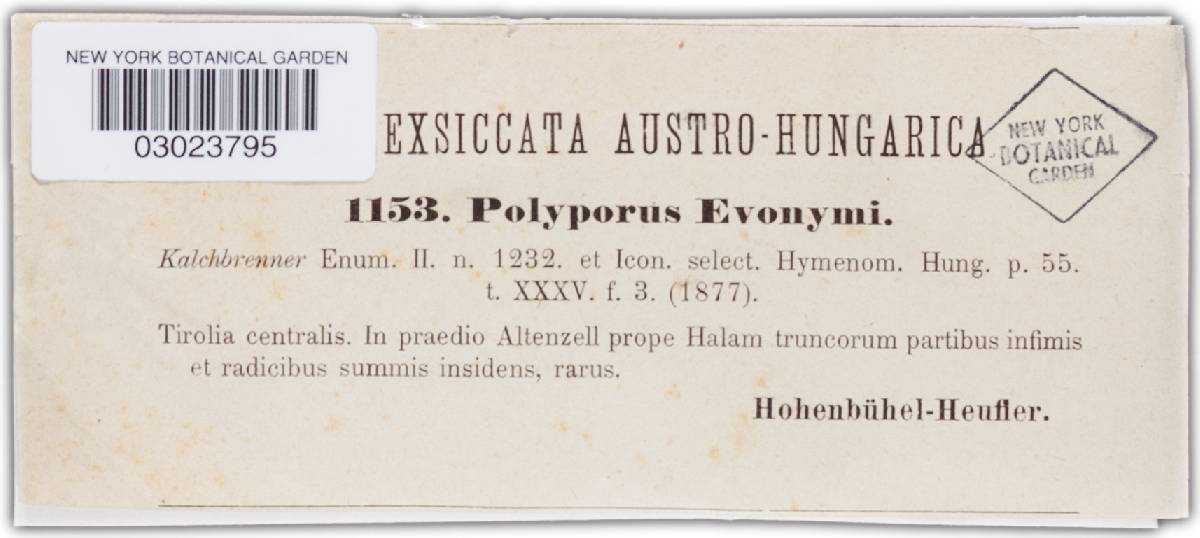 NEW YORK BOTANICAL GARDEN
03023795
EXSICCATA AUSTRO-HUNGARICA
NEW YORK
BOTANICAL
GARDEN
1153. Polyporus Evonymi.
Kalchbrenner Enum. II. n. 1232. et Icon. select. Hymenom. Hung. p. 55.
t. XXXV. f. 3. (1877).
Tirolia centralis. In praedio Altenzell prope Halam truncorum partibus infimis
et radicibus summis insidens, rarus.
Hohenbühel-Heufler.